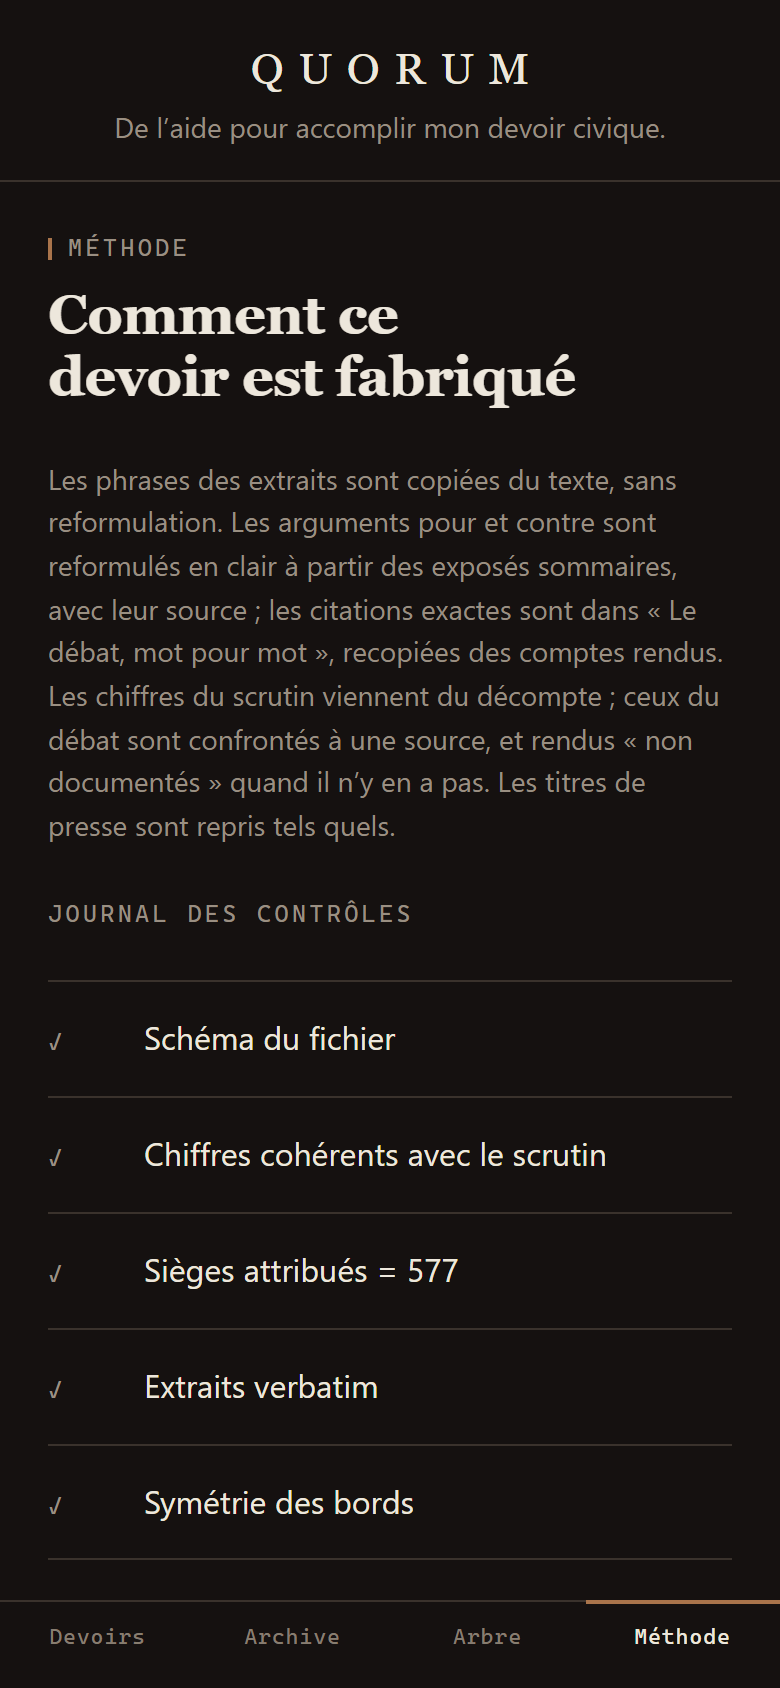 QUORUM
De l’aide pour accomplir mon devoir civique.
MÉTHODE
Comment ce
devoir est fabriqué
Les phrases des extraits sont copiées du texte, sans
reformulation. Les arguments pour et contre sont
reformulés en clair à partir des exposés sommaires,
avec leur source ; les citations exactes sont dans « Le
débat, mot pour mot », recopiées des comptes rendus.
Les chiffres du scrutin viennent du décompte ; ceux du
débat sont confrontés à une source, et rendus « non
documentés » quand il n’y en a pas. Les titres de
presse sont repris tels quels.
JOURNAL DES CONTRÔLES
✓ Schéma du fichier
✓ Chiffres cohérents avec le scrutin
✓ Sièges attribués = 577
✓ Extraits verbatim
✓ Symétrie des bords
Devoirs Archive Arbre Méthode